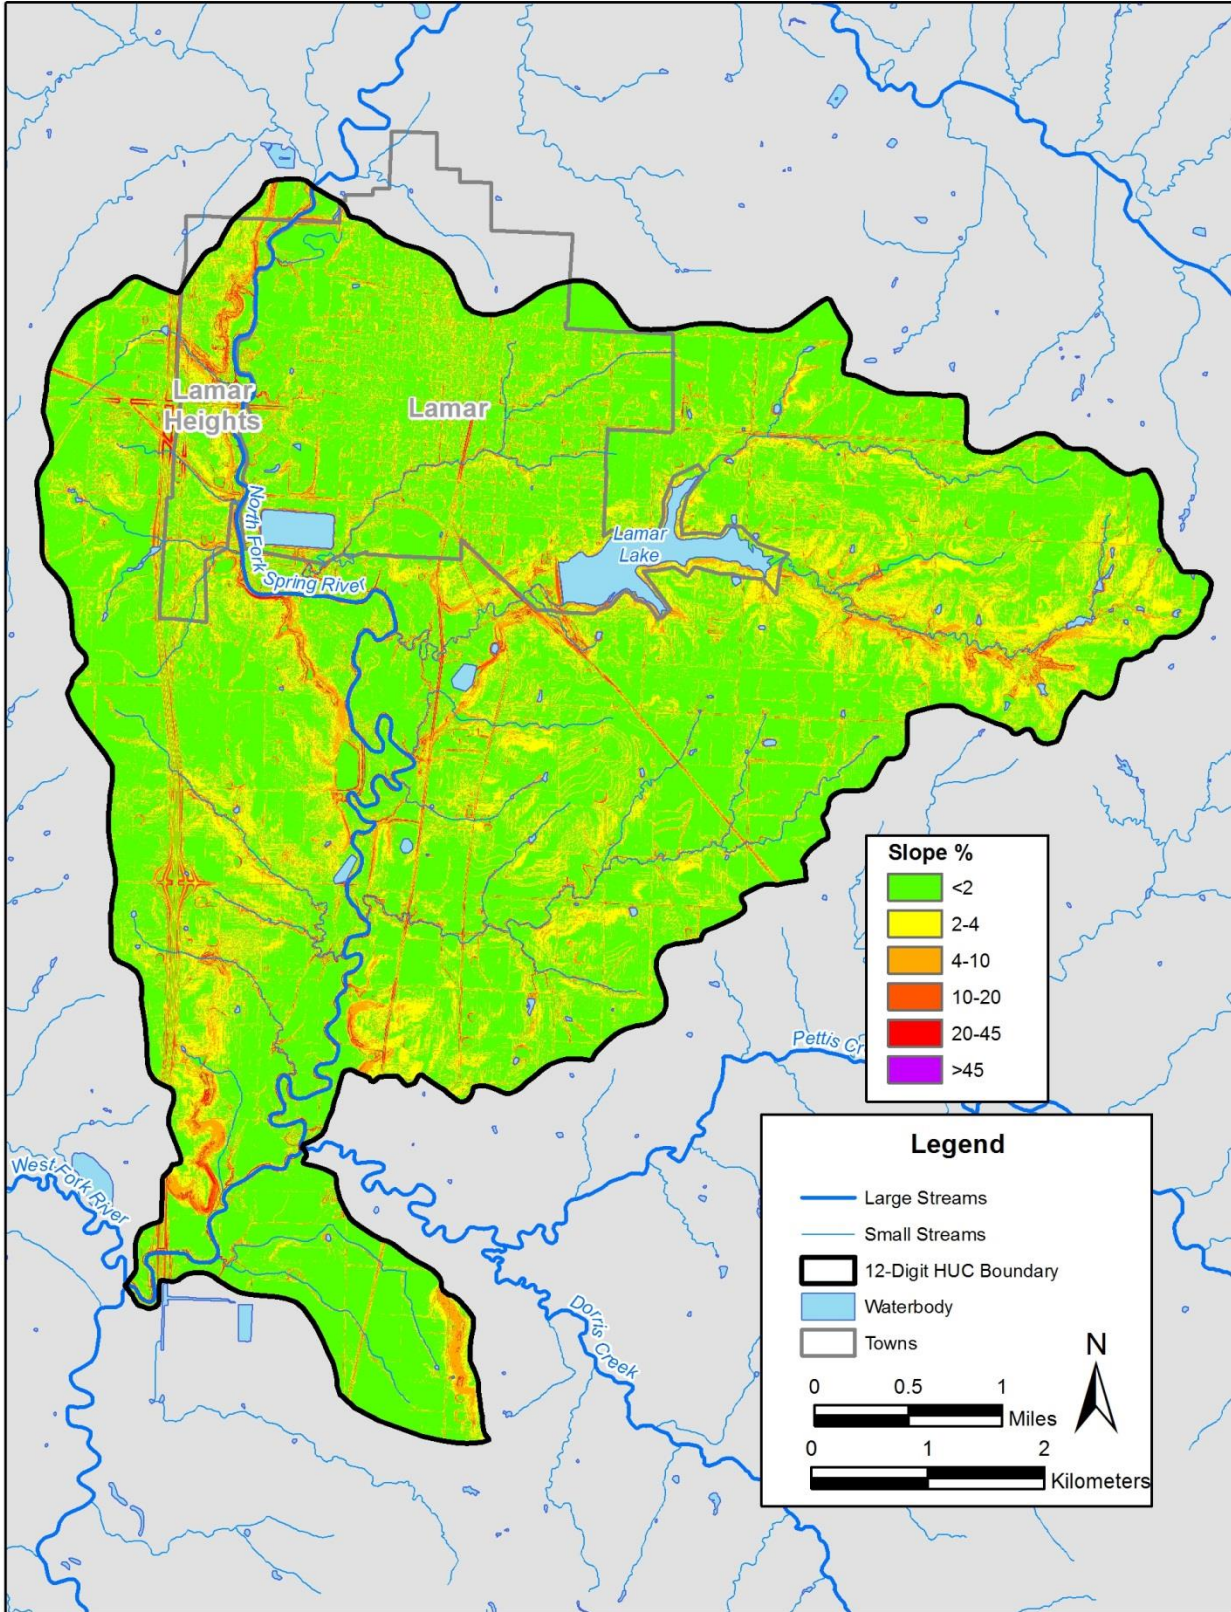 Lamar
Heights
Lamar
North Fork
Spring River
Lamar
Lake
Slope %
<2
2-4
4-10
10-20
20-45
>45
Pettis Cr
West Fork River
Dorris Creek
Legend
Large Streams
Small Streams
12-Digit HUC Boundary
Waterbody
Towns
N
0 0.5 1
Miles
0 1 2
Kilometers